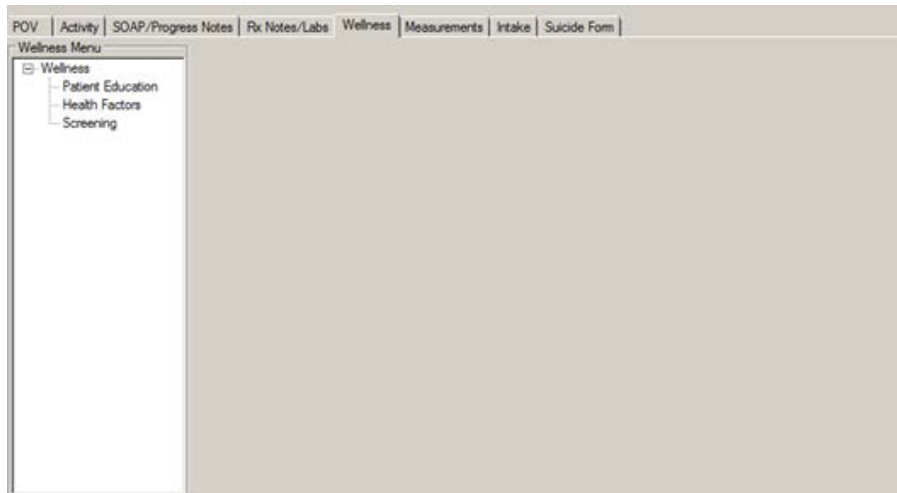 POV Activity SOAP/Progress Notes Rx Notes/Labs Wellness Measurements Intake Suicide Form
Wellness Menu
Wellness
Patient Education
Health Factors
Screening